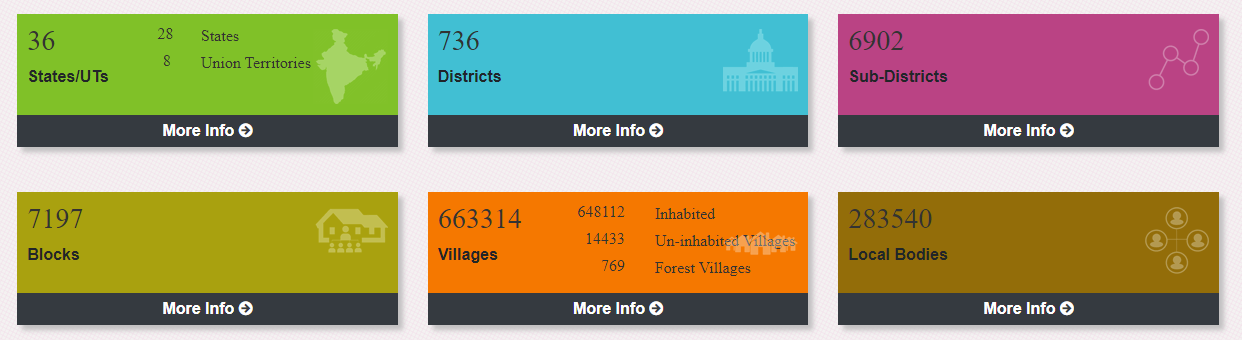 36
States/UTs
28 States
8 Union Territories
More Info
736
Districts
More Info
6902
Sub-Districts
More Info
7197
Blocks
More Info
663314
Villages
648112 Inhabited
14433 Un-inhabited Villages
769 Forest Villages
More Info
283540
Local Bodies
More Info